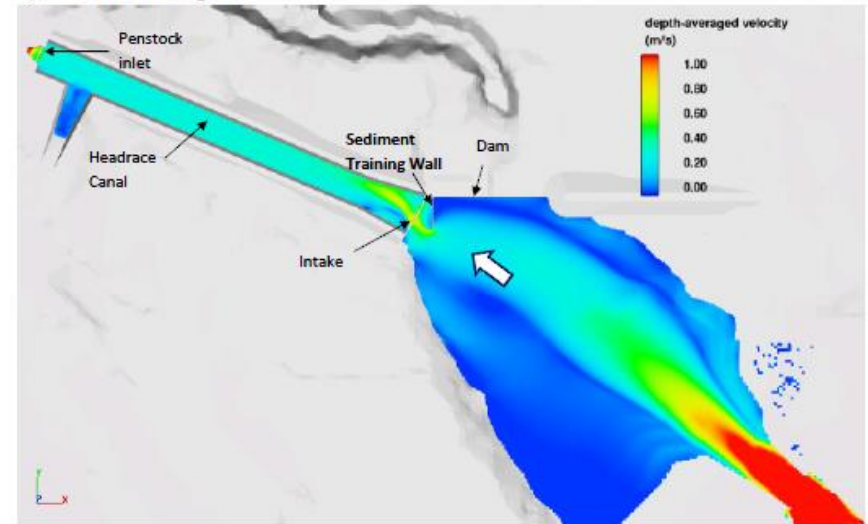 depth-averaged velocity
(m³s)
1.00
0.80
0.60
0.40
0.20
0.00
Penstock
inlet
Headrace
Canal
Sediment
Training Wall
Dam
Intake
Y
P X